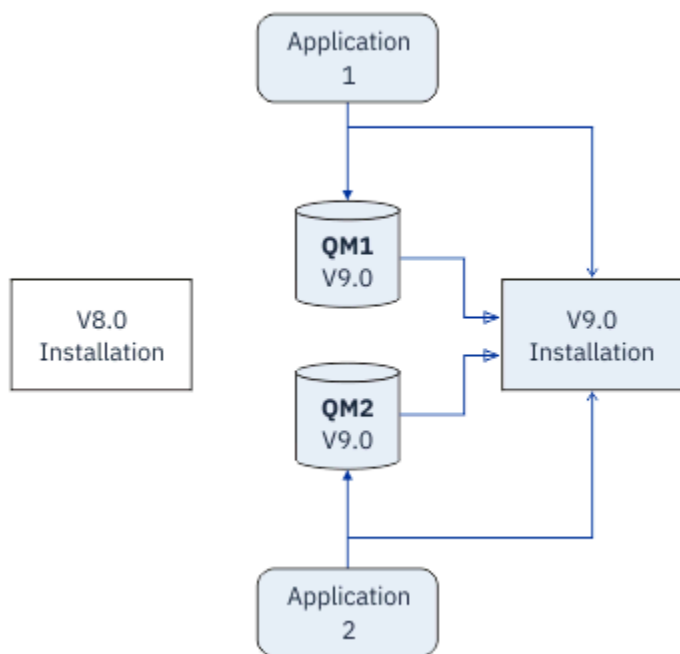 Application
1
QM1
V9.0
V8.0
Installation
V9.0
Installation
QM2
V9.0
Application
2